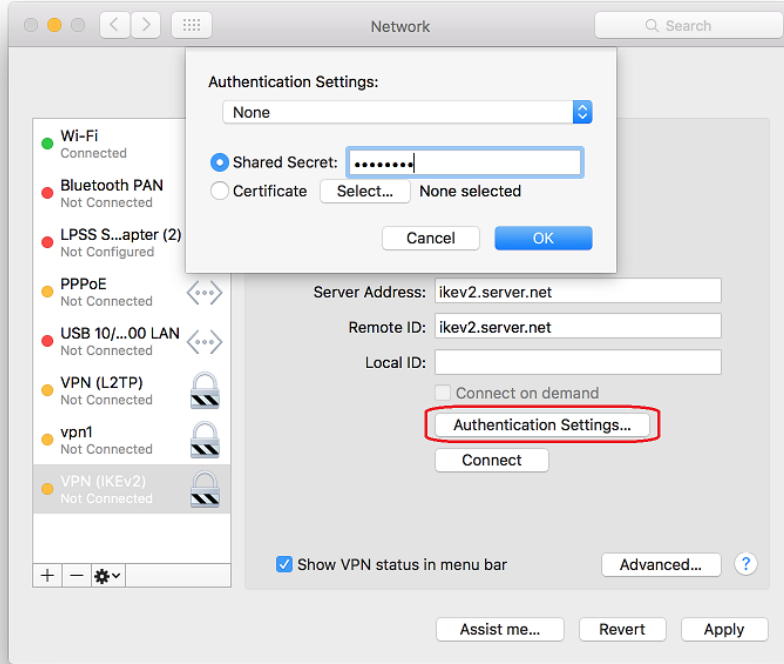 Network
Search
Authentication Settings:
None
Shared Secret: ••••••••
Certificate Select... None selected
Cancel OK
Wi-Fi
Connected
Bluetooth PAN
Not Connected
LPSS S...apter (2)
Not Configured
PPPoE
Not Connected
USB 10/...00 LAN
Not Connected
VPN (L2TP)
Not Connected
vpn1
Not Connected
VPN (IKEv2)
Not Connected
Server Address: ikev2.server.net
Remote ID: ikev2.server.net
Local ID:
Connect on demand
Authentication Settings...
Connect
Show VPN status in menu bar
Advanced... ?
Assist me... Revert Apply